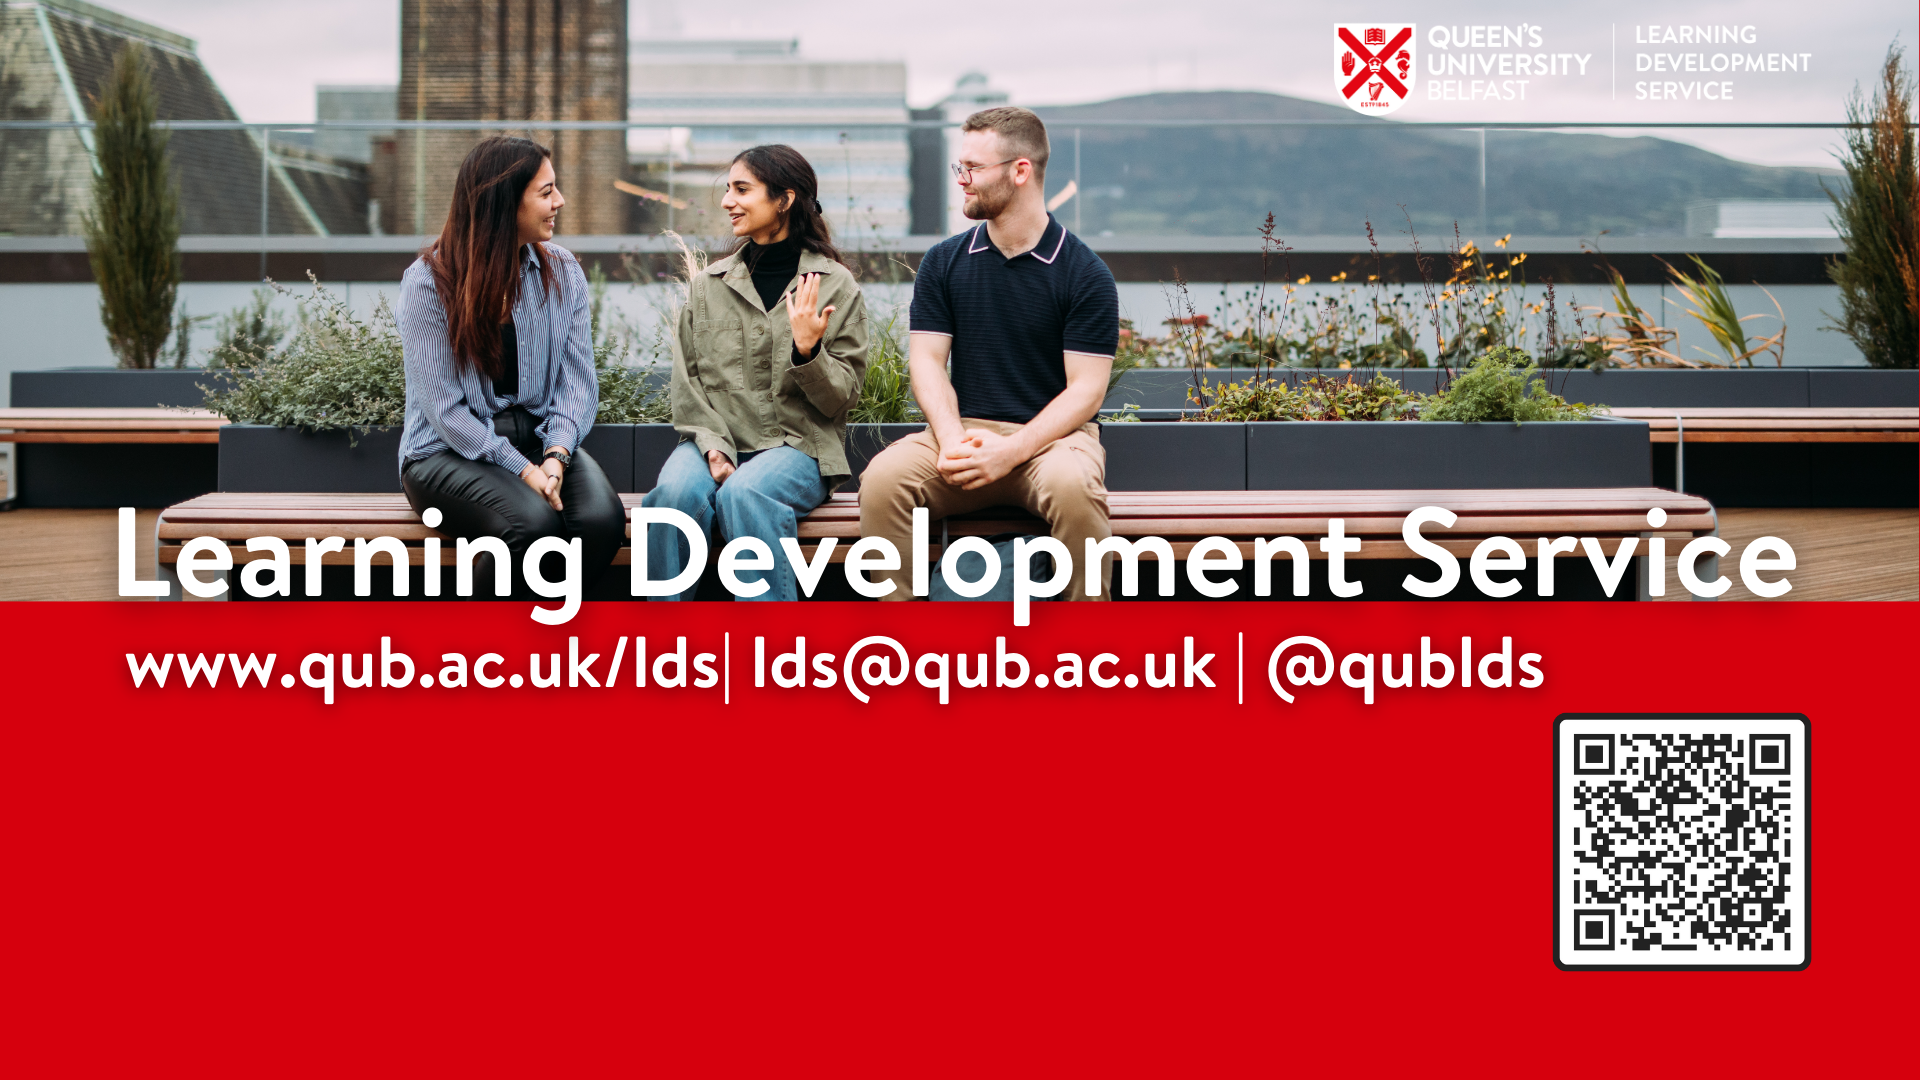 QUEEN'S
UNIVERSITY
BELFAST
LEARNING
DEVELOPMENT
SERVICE
ESTD1845
Learning Development Service
www.qub.ac.uk/lds| lds@qub.ac.uk | @qublds